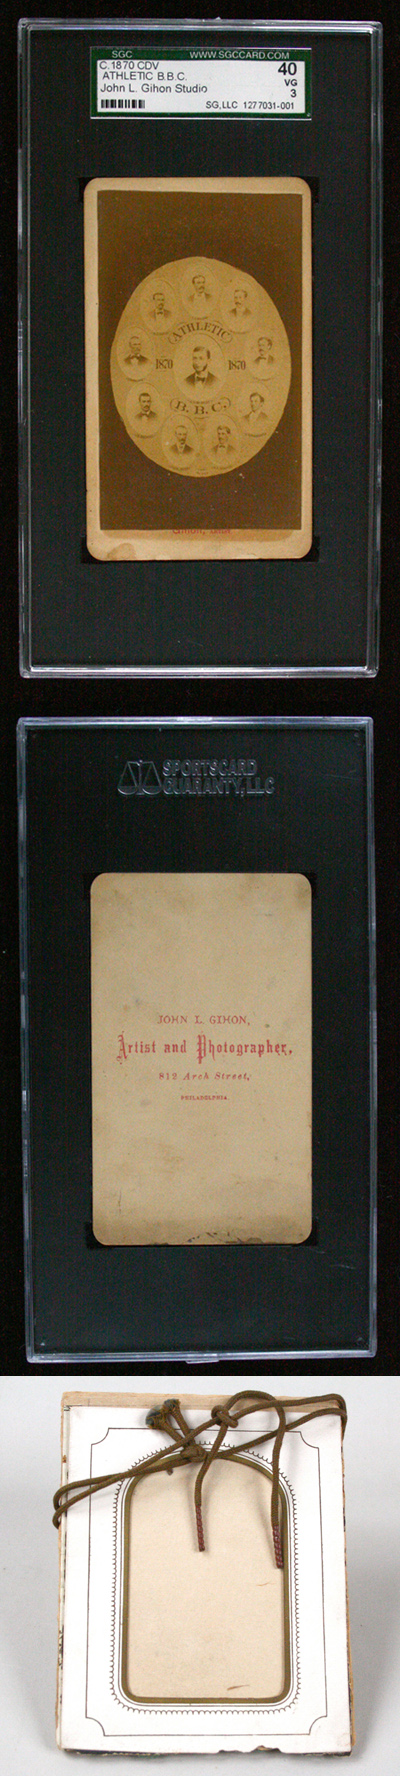 SGC WWW.SGCCARD.COM
C.1870 CDV 40
ATHLETIC B.B.C. VG
John L. Gihon Studio 3
SG,LLC 1277031-001
ATHLETIC
1870 1870
B.B.C.
SPORTSCARD
GUARANTY, LLC
JOHN L. GIHON,
Artist and Photographer,
812 Arch Street,
PHILADELPHIA